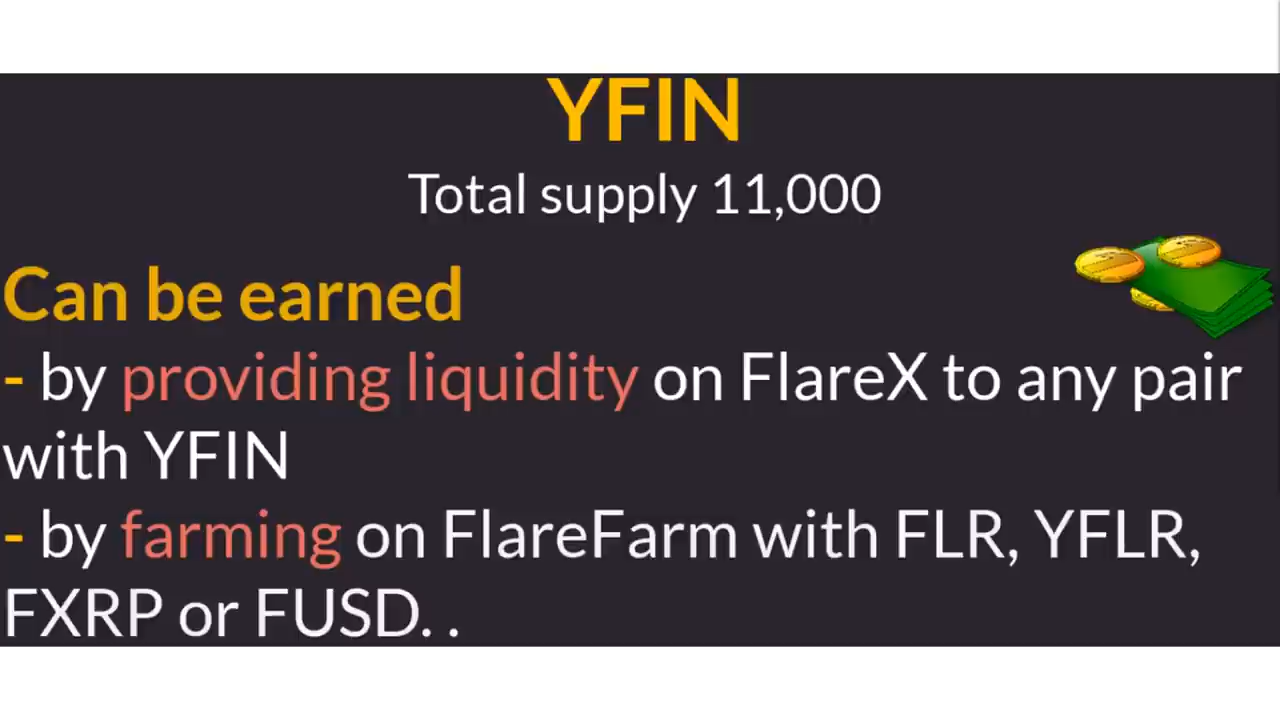 YFIN
Total supply 11,000
Can be earned
- by providing liquidity on FlareX to any pair
with YFIN
- by farming on FlareFarm with FLR, YFLR,
FXRP or FUSD. .